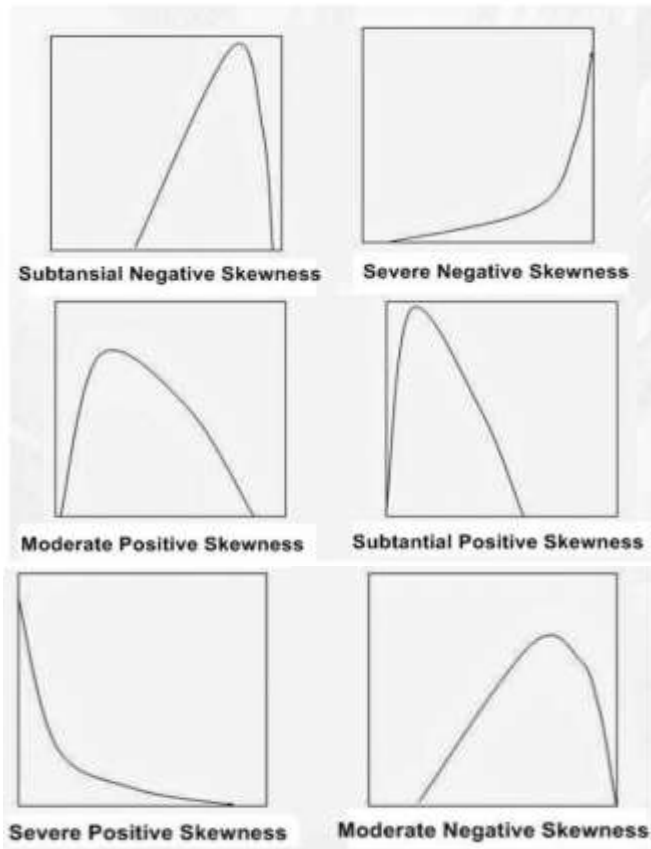 Subtansial Negative Skewness
Severe Negative Skewness
Moderate Positive Skewness
Subtantial Positive Skewness
Severe Positive Skewness
Moderate Negative Skewness